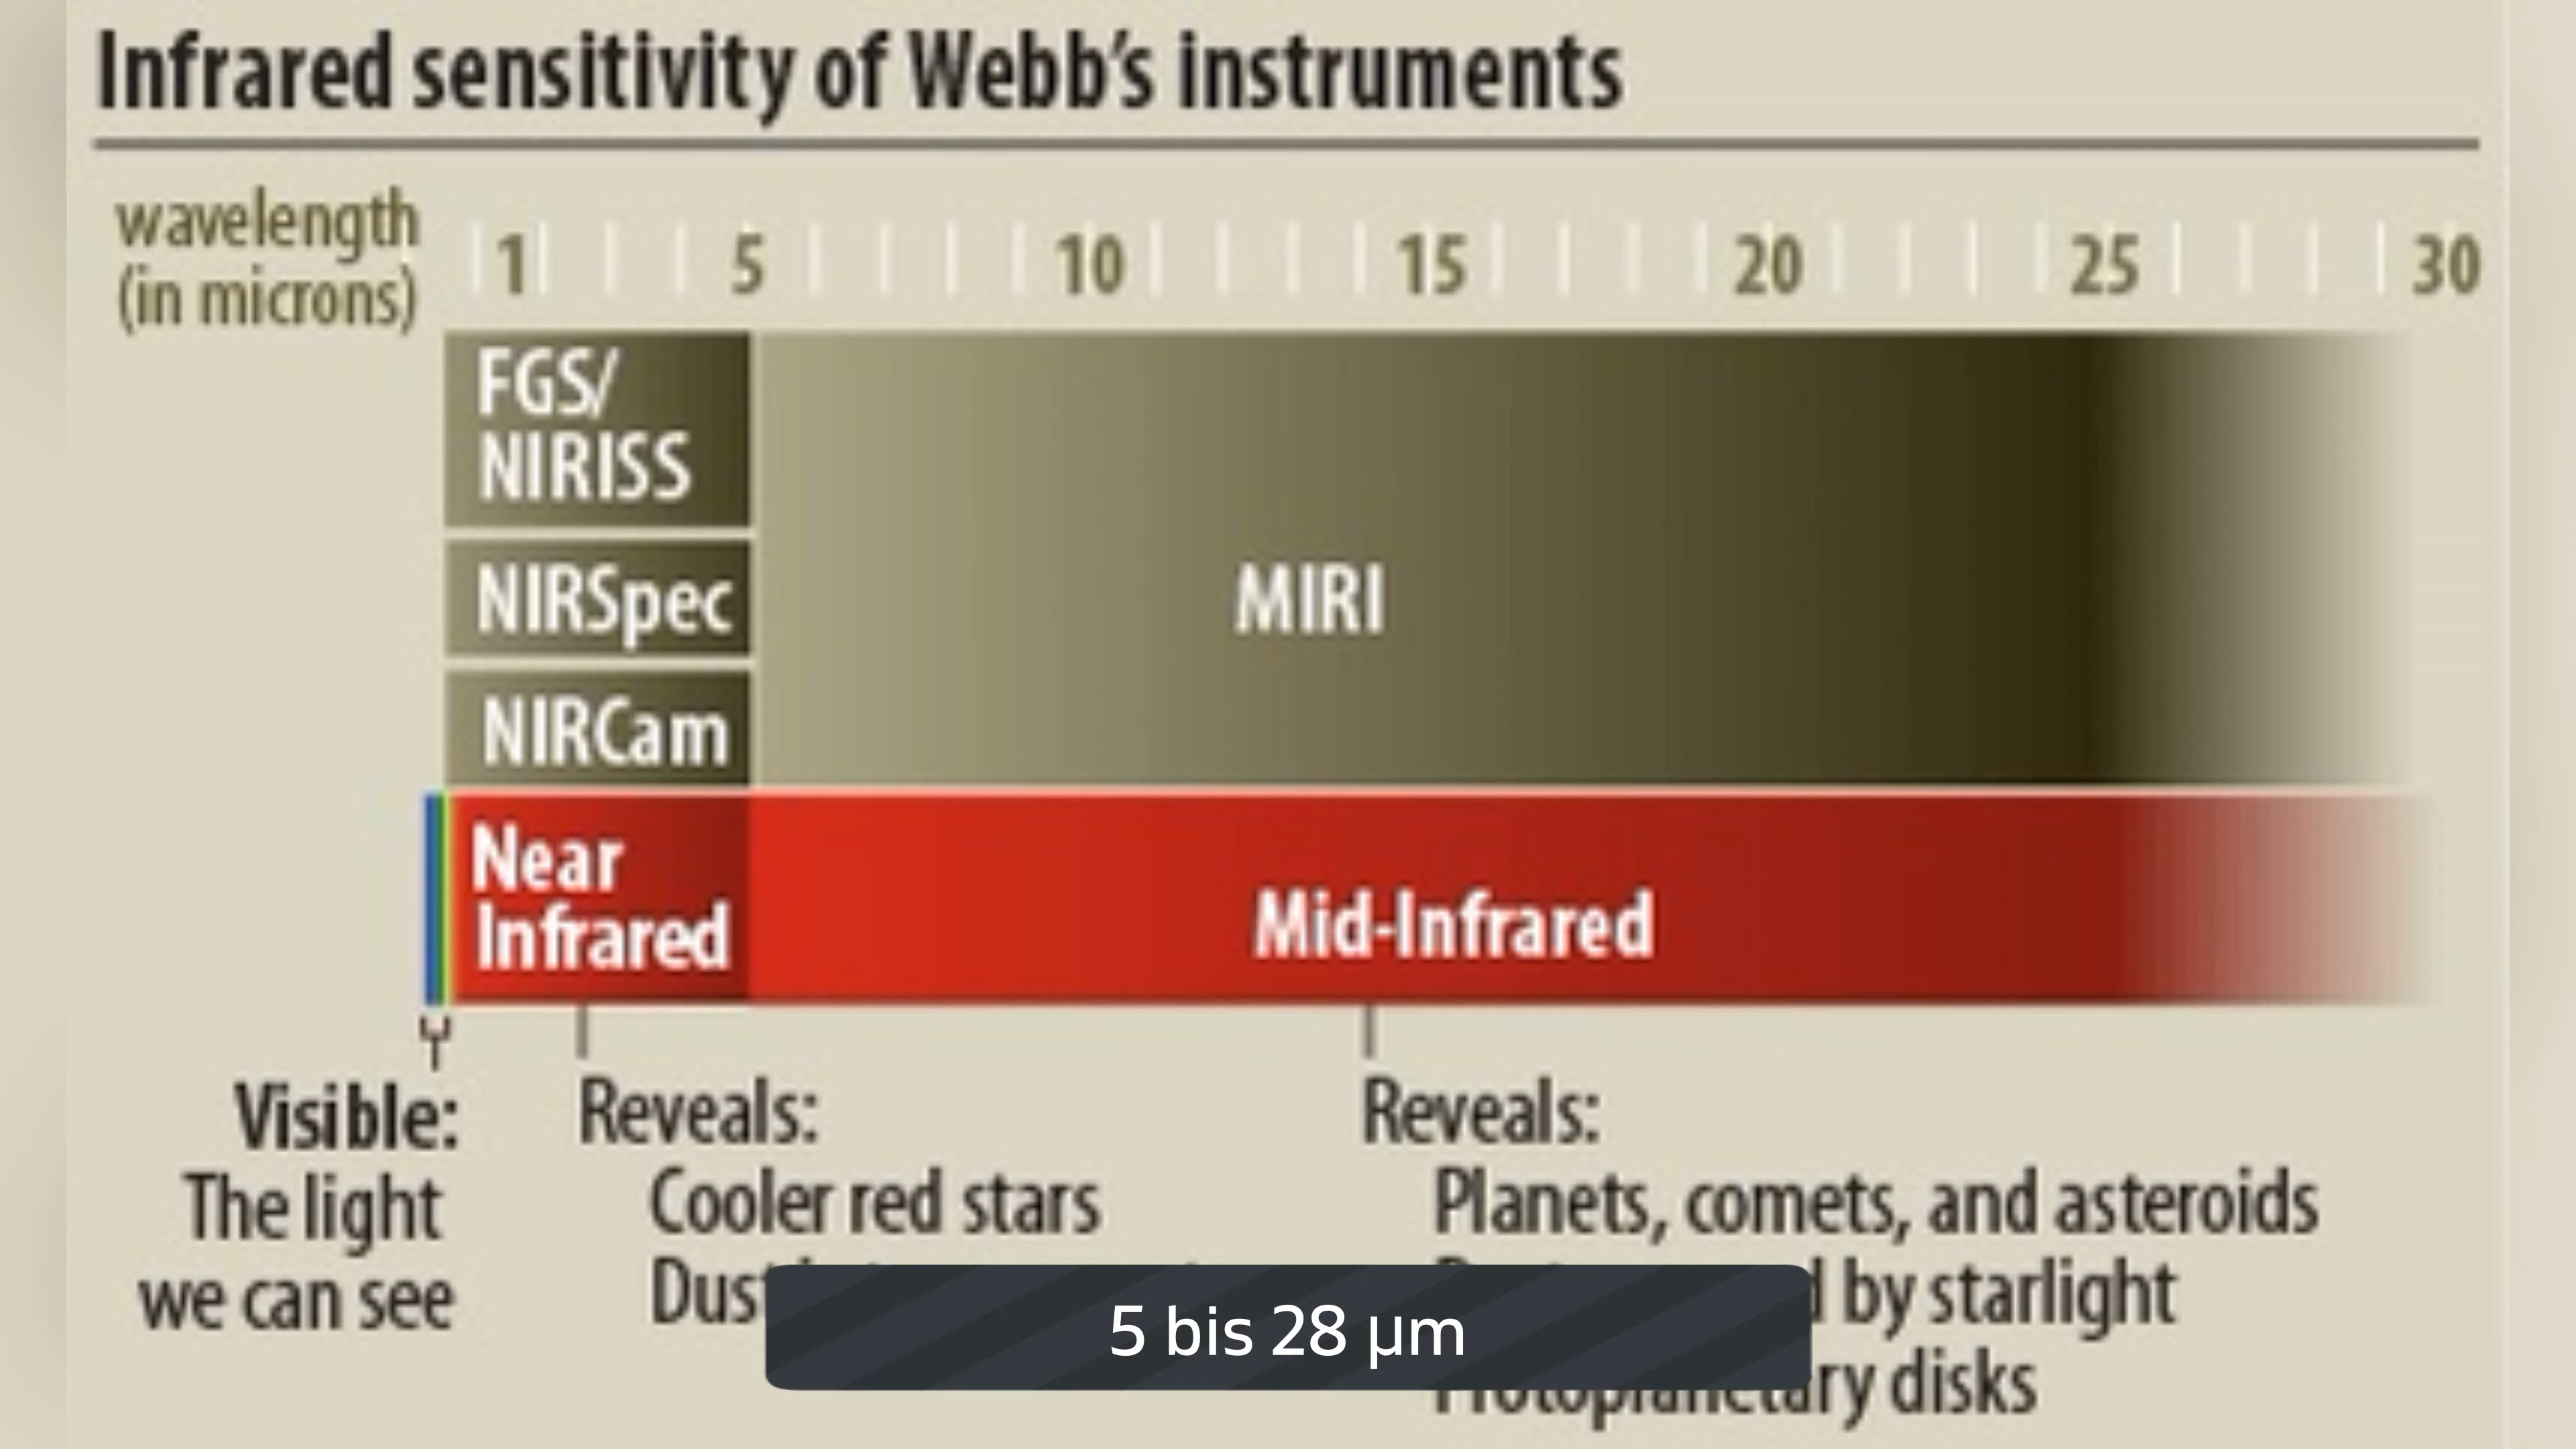 Infrared sensitivity of Webb's instruments
wavelength
(in microns)
1 5 10 15 20 25 30
FGS/
NIRISS
NIRSpec
NIRCam
MIRI
Near
Infrared
Mid-Infrared
Visible:
The light
we can see
Reveals:
Cooler red stars
Dust
Reveals:
Planets, comets, and asteroids
by starlight
Protoplanetary disks
5 bis 28 µm